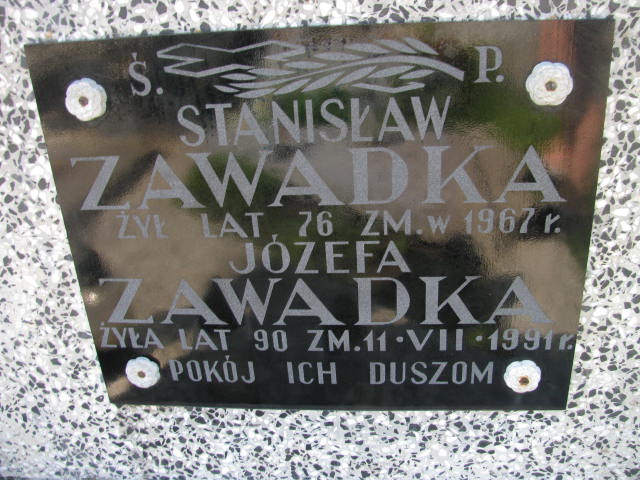 Ś. P.
STANISŁAW
ZAWADKA
ŻYŁ LAT 76 ZM. w 1967 r.
JÓZEFA
ZAWADKA
ŻYŁA LAT 90 ZM. 11 · VII · 1991 r.
POKÓJ ICH DUSZOM